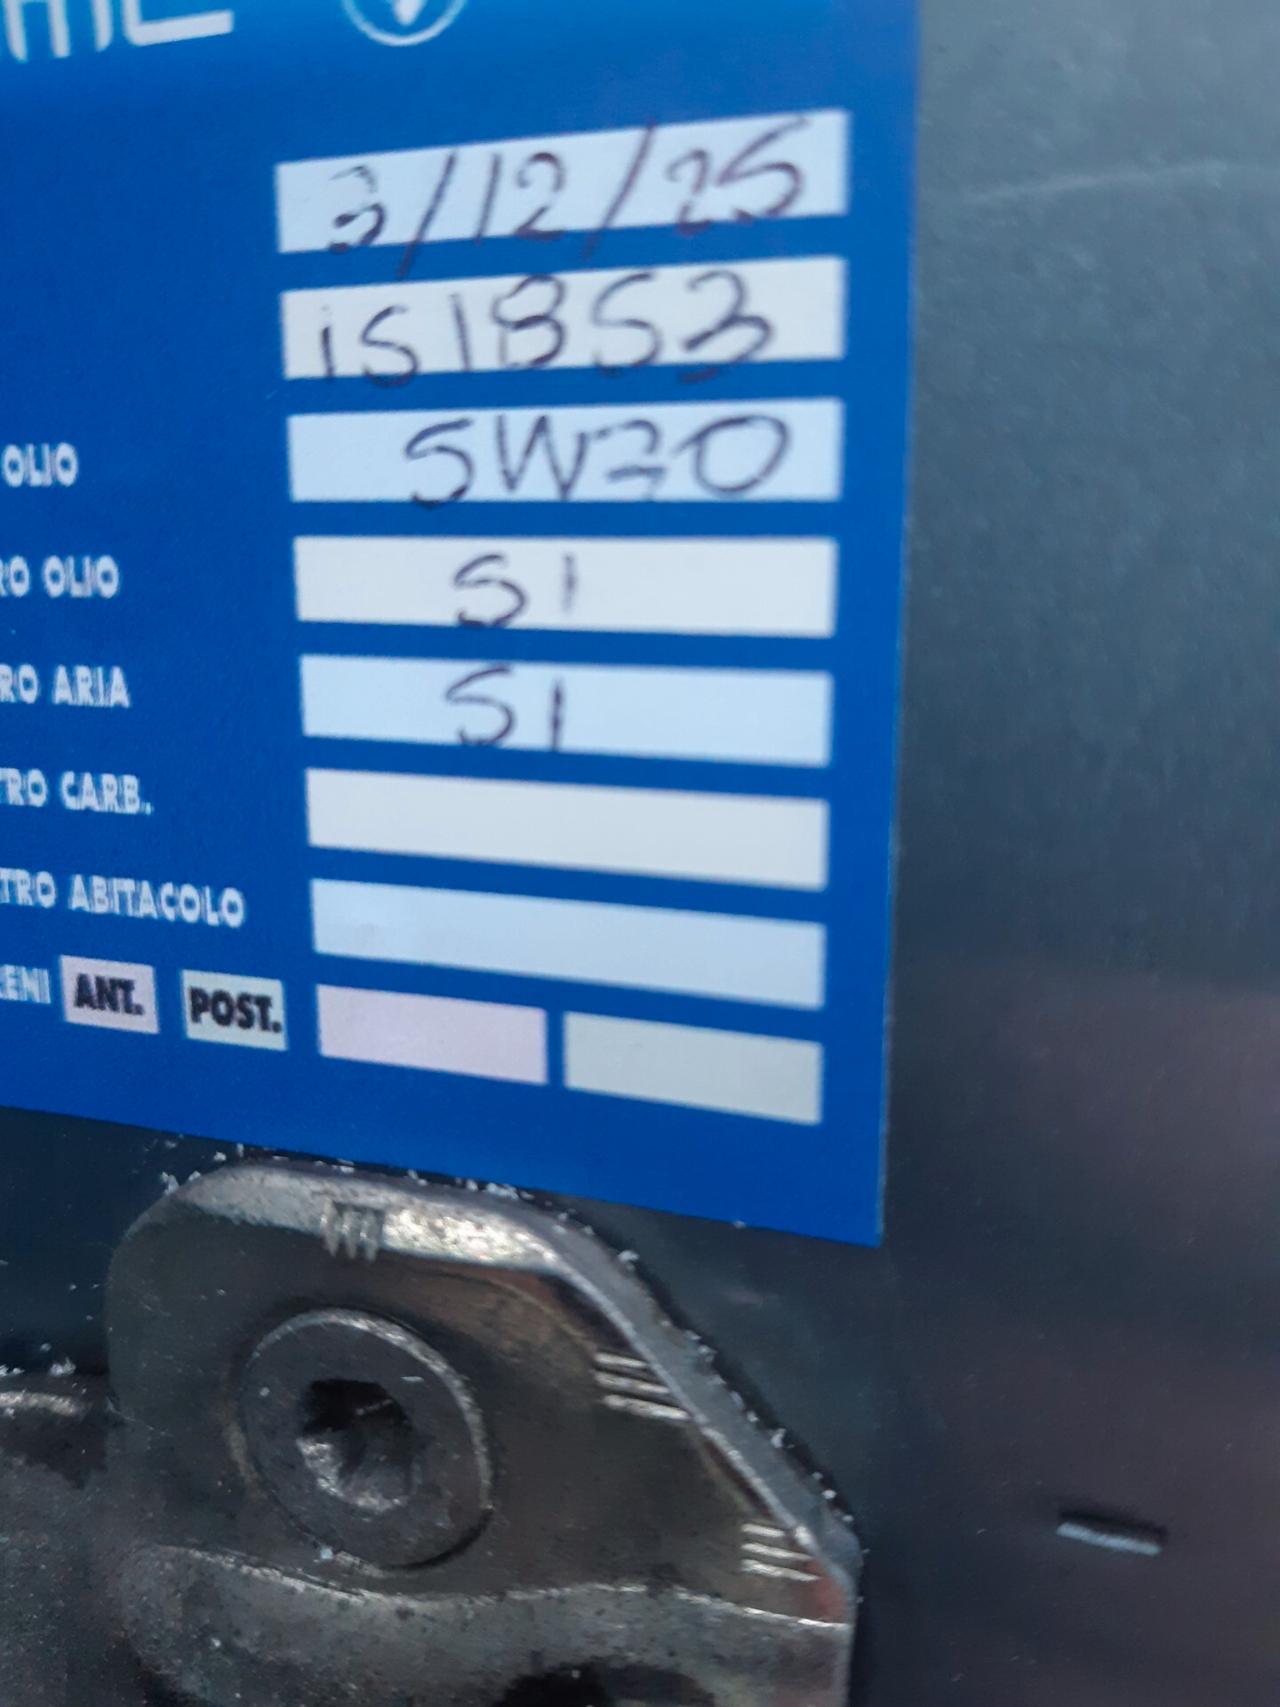 3/12/25
151853
OLIO 5W30
RO OLIO SI
RO ARIA SI
TRO CARB.
TRO ABITACOLO
ENI ANT. POST.